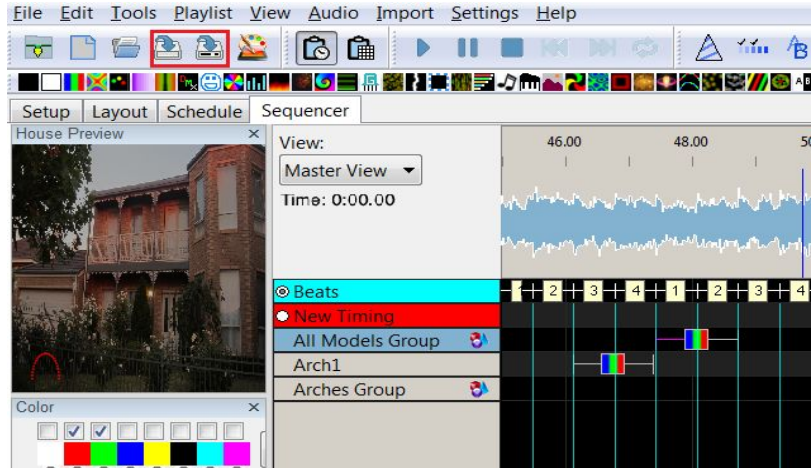 File Edit Tools Playlist View Audio Import Settings Help
Setup Layout Schedule Sequencer
House Preview
View:
Master View
Time: 0:00.00
46.00 48.00
Beats
1 2 3 4 1 2 3 4
New Timing
All Models Group
Arch1
Arches Group
Color